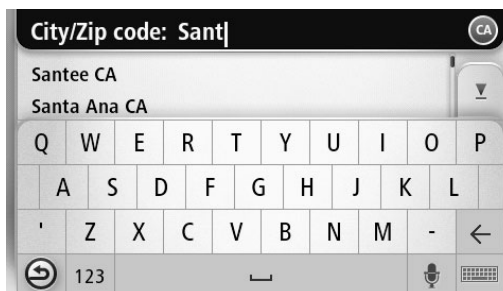 City/Zip code: Sant
CA
Santee CA
Santa Ana CA
Q W E R T Y U I O P
A S D F G H J K L
' Z X C V B N M -
123